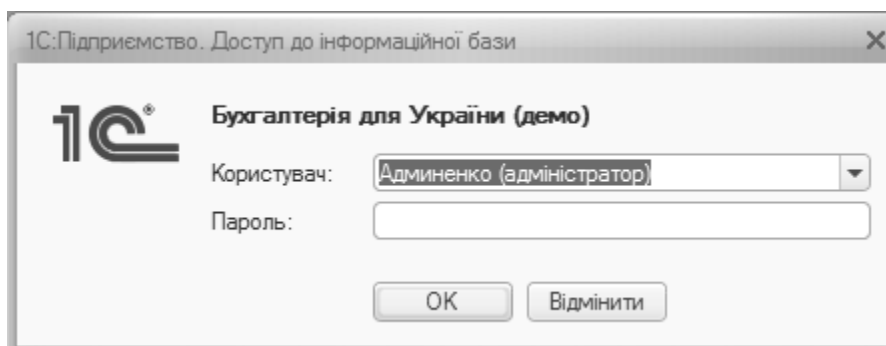 1С:Підприємство. Доступ до інформаційної бази
1С
Бухгалтерія для України (демо)
Користувач: Админенко (адміністратор)
Пароль:
ОК Відмінити